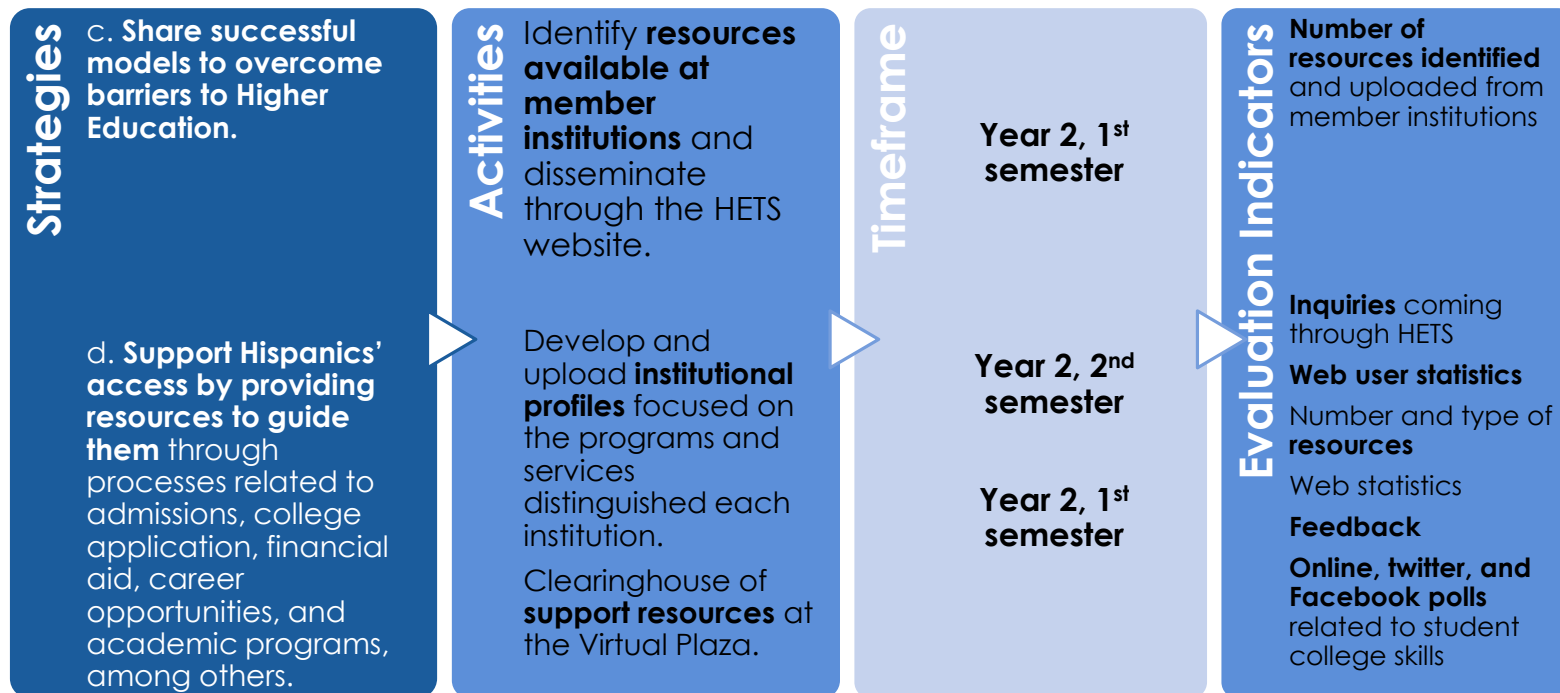 Strategies
c. Share successful
models to overcome
barriers to Higher
Education.
d. Support Hispanics’
access by providing
resources to guide
them through
processes related to
admissions, college
application, financial
aid, career
opportunities, and
academic programs,
among others.
Activities
Identify resources
available at
member
institutions and
disseminate
through the HETS
website.
Develop and
upload institutional
profiles focused on
the programs and
services
distinguished each
institution.
Clearinghouse of
support resources at
the Virtual Plaza.
Timeframe
Year 2, 1st
semester
Year 2, 2nd
semester
Year 2, 1st
semester
Evaluation Indicators
Number of
resources identified
and uploaded from
member institutions
Inquiries coming
through HETS
Web user statistics
Number and type of
resources
Web statistics
Feedback
Online, twitter, and
Facebook polls
related to student
college skills